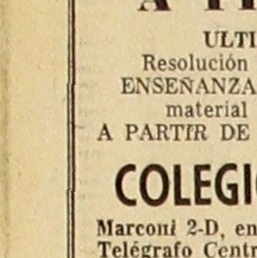 ULTI
Resolución
ENSEÑANZA
material
A PARTIR DE
COLEGI
Marconi 2-D, en
Telégrafo Centr